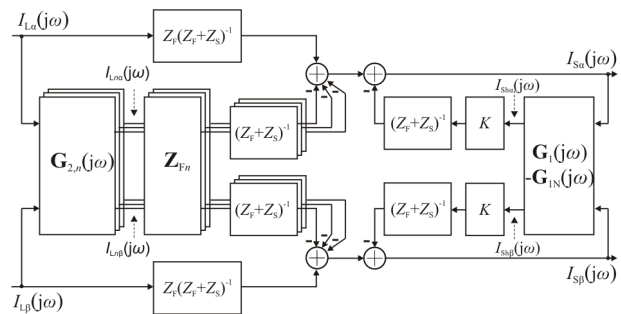 I_Lα(jω)
Z_F(Z_F+Z_S)⁻¹
I_Sα(jω)
I_Lnα(jω)
I_Shα(jω)
G_2,n(jω)
Z_Fn
(Z_F+Z_S)⁻¹
(Z_F+Z_S)⁻¹
K
G_1(jω)
-G_1N(jω)
(Z_F+Z_S)⁻¹
(Z_F+Z_S)⁻¹
K
I_Lnβ(jω)
I_Shβ(jω)
I_Lβ(jω)
Z_F(Z_F+Z_S)⁻¹
I_Sβ(jω)